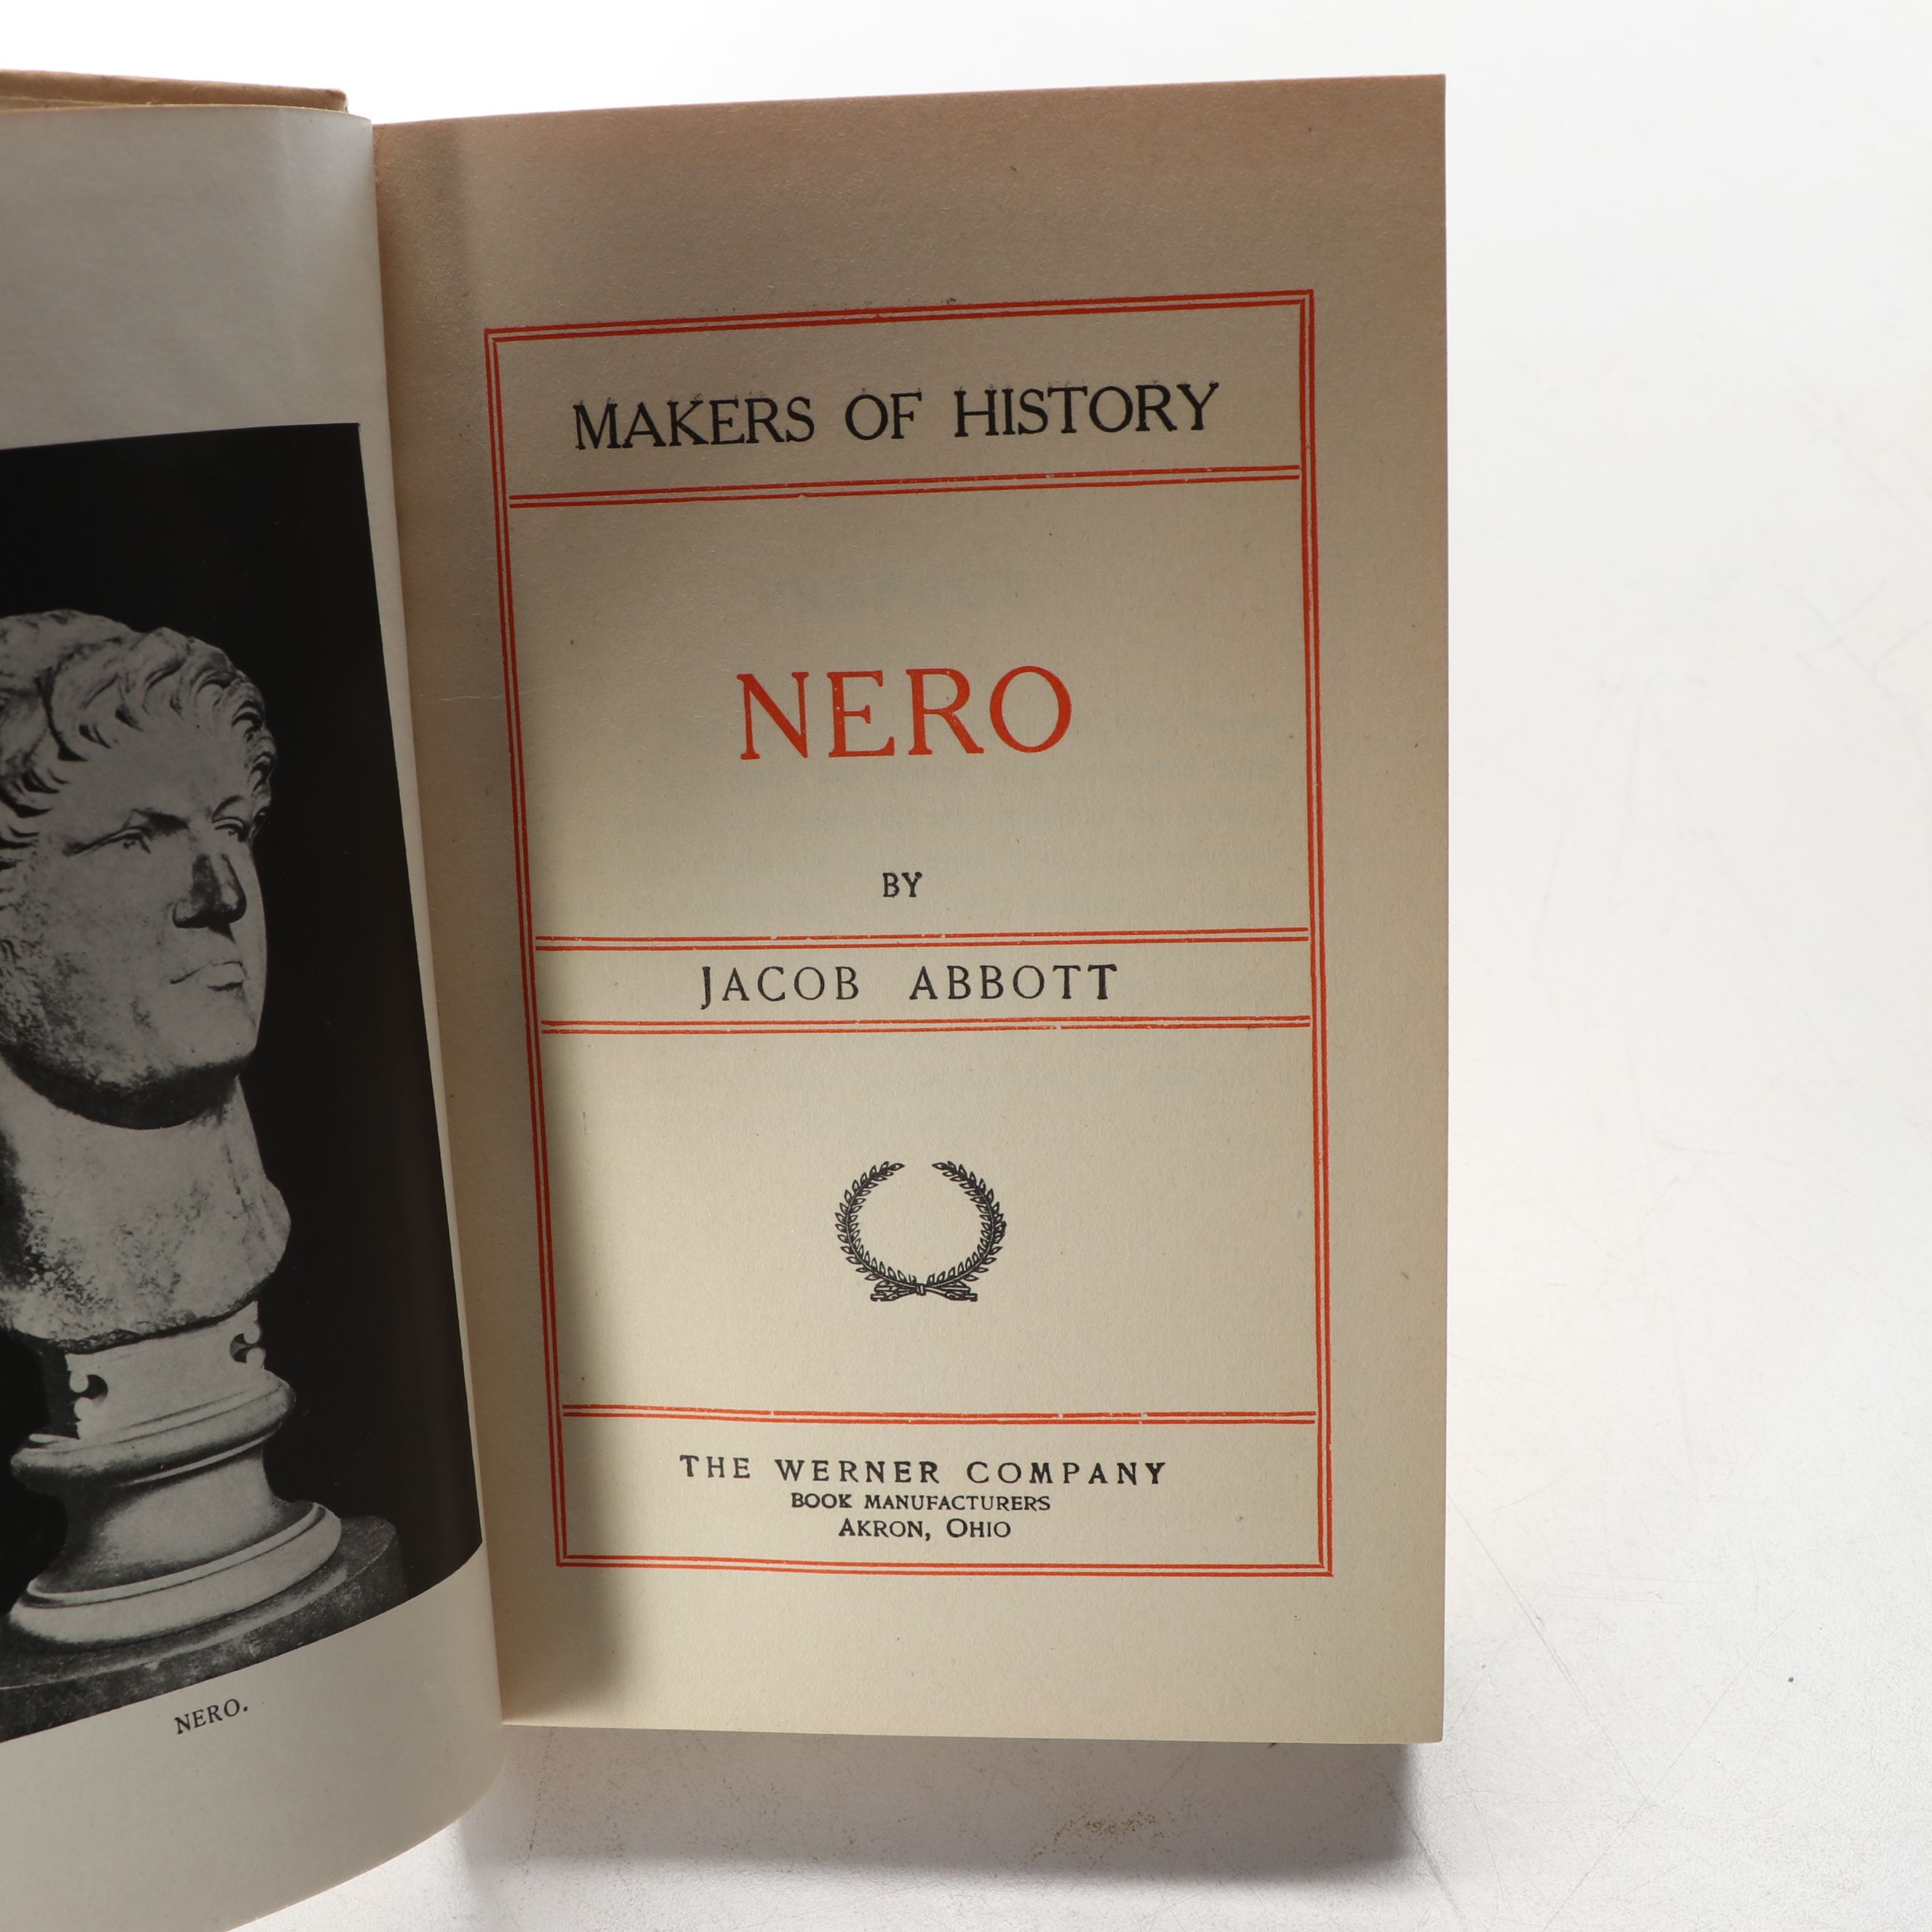 NERO.
MAKERS OF HISTORY
NERO
BY
JACOB ABBOTT
THE WERNER COMPANY
BOOK MANUFACTURERS
AKRON, OHIO